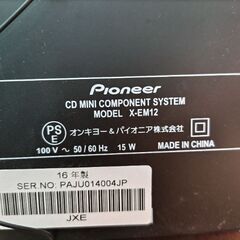 Pioneer
CD MINI COMPONENT SYSTEM
MODEL X-EM12
PS
E
オンキヨー&パイオニア株式会社
100 V ～ 50/60 Hz 15 W
MADE IN CHINA
16 年製
SER NO. PAJU014004JP
JXE